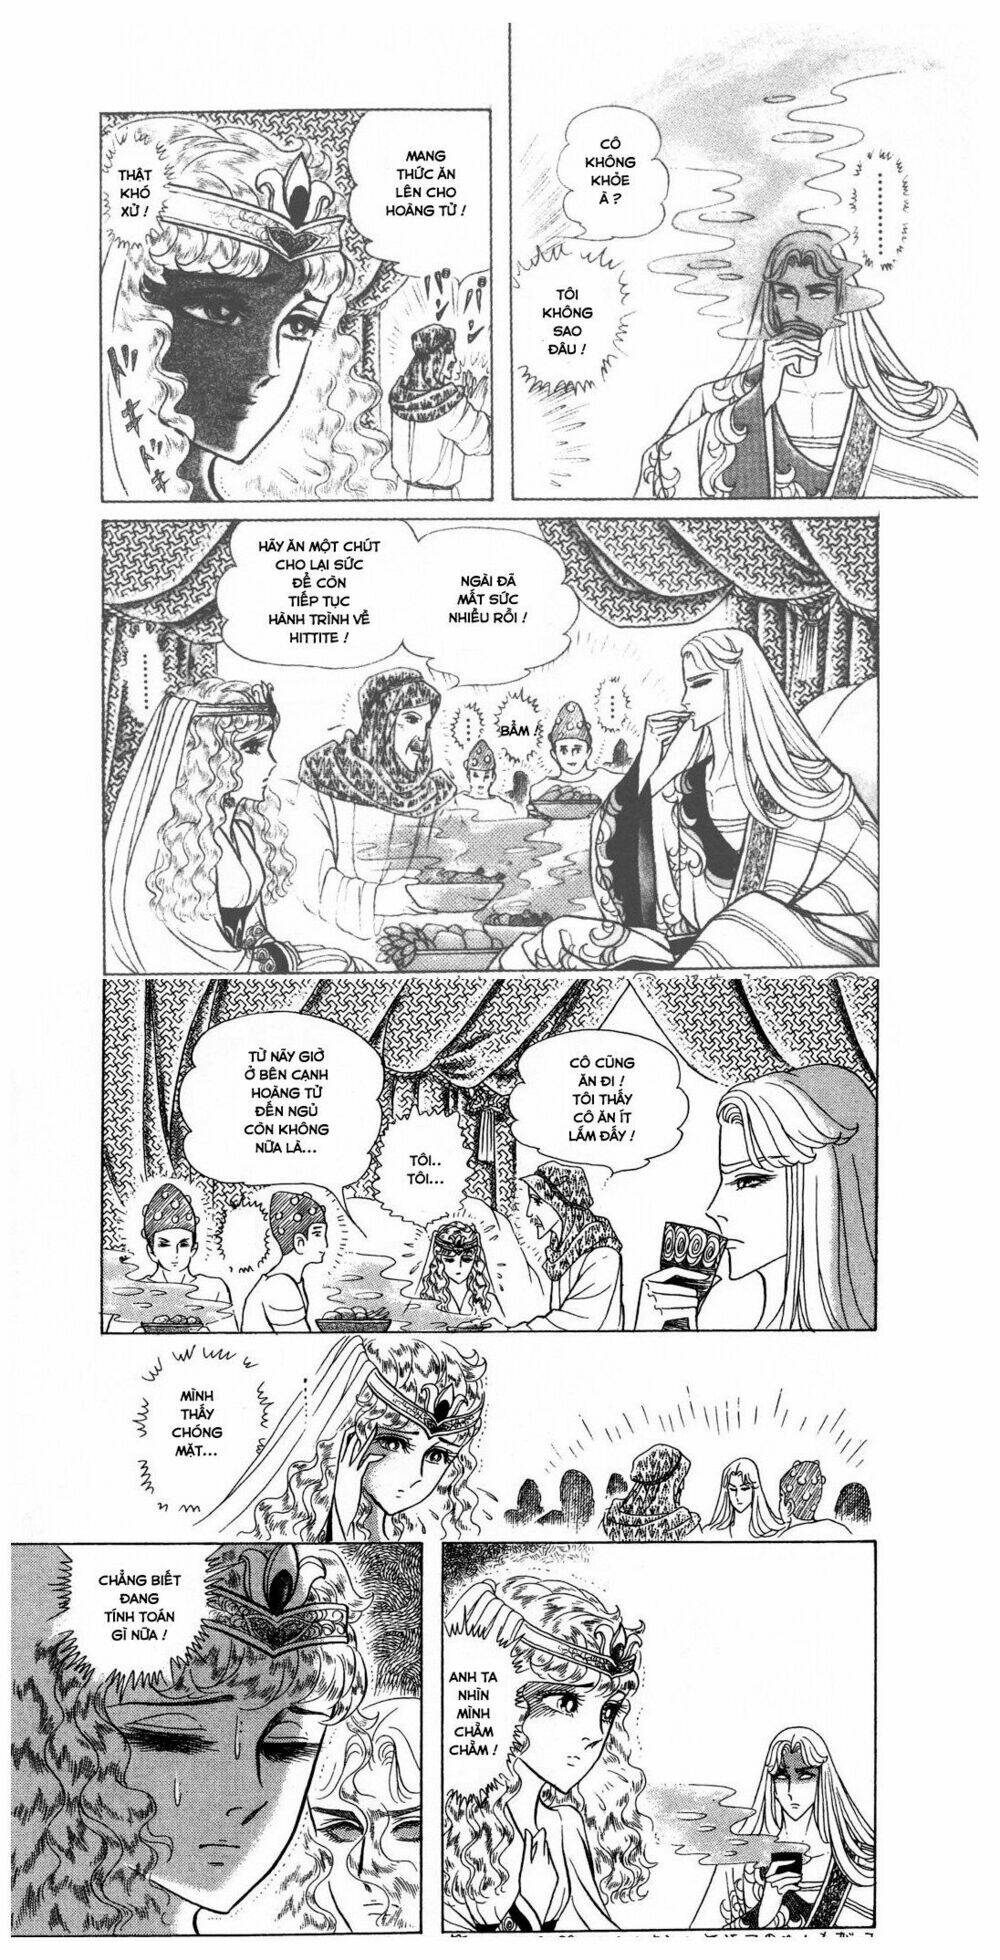 CÔ
KHÔNG
KHỎE
À ?
TÔI
KHÔNG
SAO
ĐÂU !
MANG
THỨC ĂN
LÊN CHO
HOÀNG TỬ !
THẬT
KHÓ
XỬ !
HÃY ĂN MỘT CHÚT
CHO LẠI SỨC
ĐỂ CÒN
TIẾP TỤC
HÀNH TRÌNH VỀ
HITTITE !
NGÀI ĐÃ
MẤT SỨC
NHIỀU RỒI !
BẨM !
TỪ NÃY GIỜ
Ở BÊN CẠNH
HOÀNG TỬ
ĐẾN NGỦ
CÒN KHÔNG
NỮA LÀ...
TÔI..
TÔI...
CÔ CŨNG
ĂN ĐI !
TÔI THẤY
CÔ ĂN ÍT
LẮM ĐẤY !
MÌNH
THẤY
CHÓNG
MẶT...
CHẲNG BIẾT
ĐANG
TÍNH TOÁN
GÌ NỮA !
ANH TA
NHÌN
MÌNH
CHẰM
CHẰM !